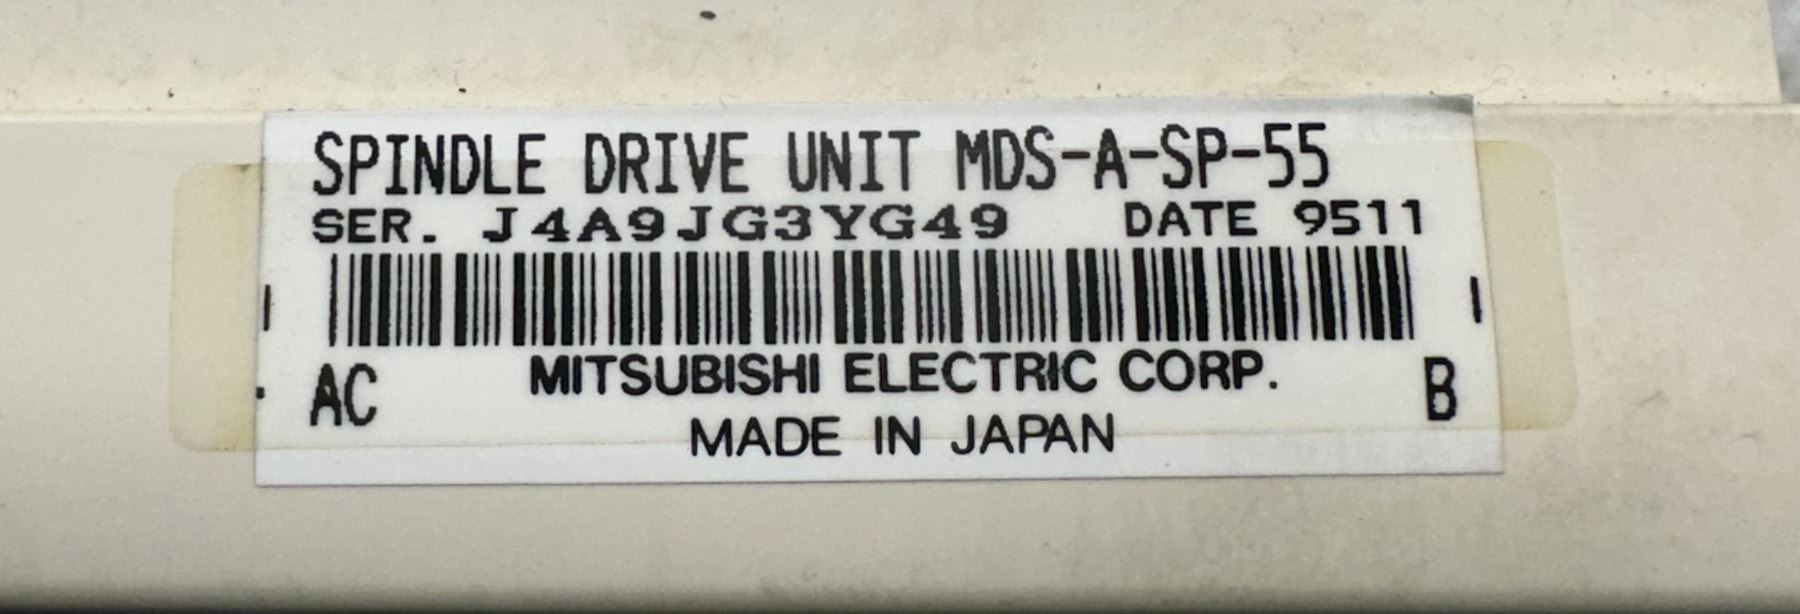 SPINDLE DRIVE UNIT MDS-A-SP-55
SER. J4A9JG3YG49 DATE 9511
AC MITSUBISHI ELECTRIC CORP. B
MADE IN JAPAN